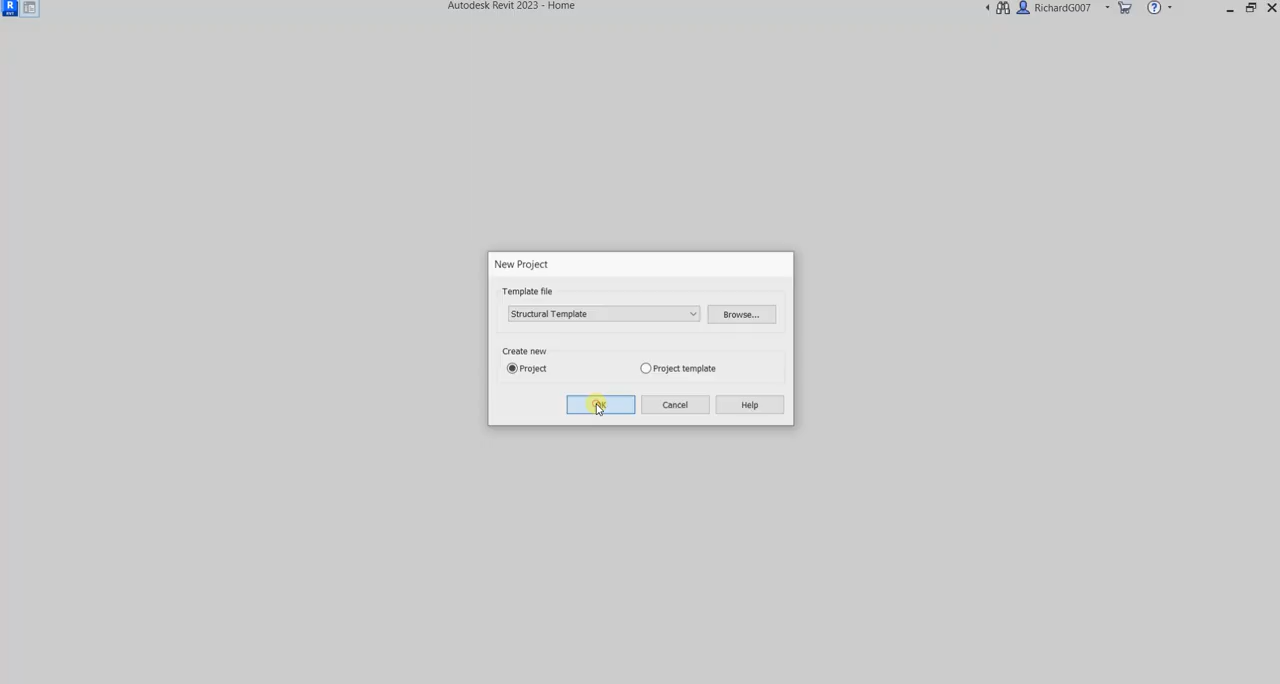 Autodesk Revit 2023 - Home
RichardG007
New Project
Template file
Structural Template
Browse...
Create new
Project
Project template
Cancel
Help